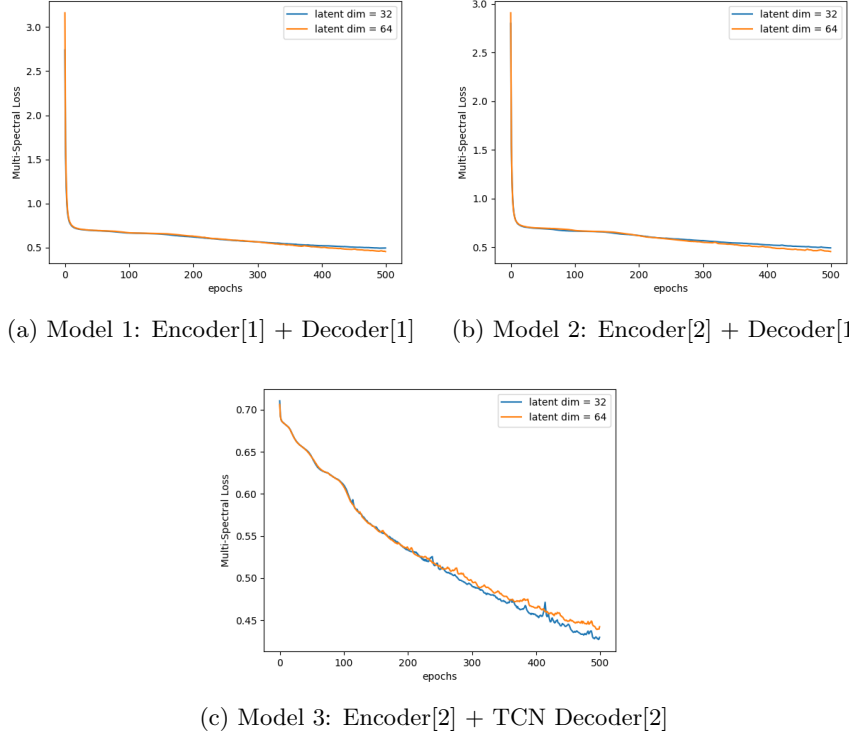 latent dim = 32
latent dim = 64
3.0
2.5
2.0
1.5
1.0
0.5
Multi-Spectral Loss
0 100 200 300 400 500
epochs
(a) Model 1: Encoder[1] + Decoder[1]
latent dim = 32
latent dim = 64
3.0
2.5
2.0
1.5
1.0
0.5
Multi-Spectral Loss
0 100 200 300 400 500
epochs
(b) Model 2: Encoder[2] + Decoder[1
latent dim = 32
latent dim = 64
0.70
0.65
0.60
0.55
0.50
0.45
Multi-Spectral Loss
0 100 200 300 400 500
epochs
(c) Model 3: Encoder[2] + TCN Decoder[2]